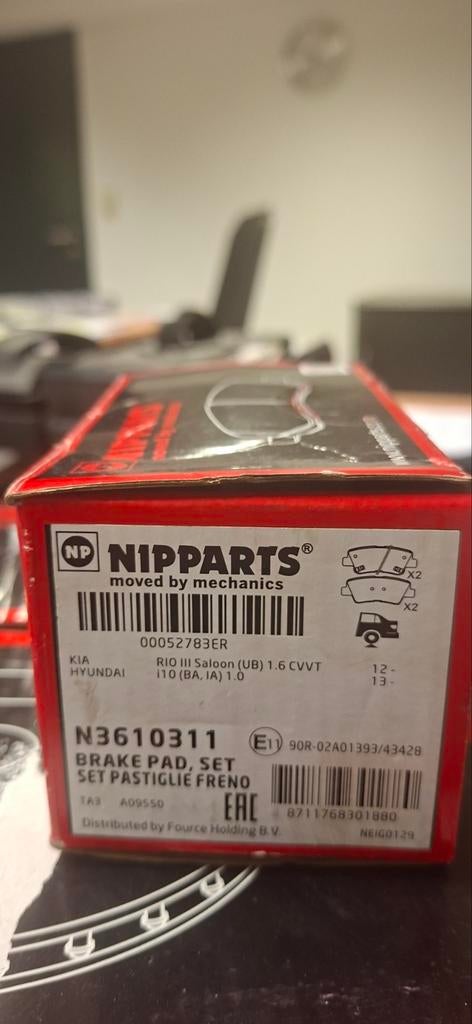 NP NIPPARTS®
moved by mechanics
X2
X2
00052783ER
KIA RIO III Saloon (UB) 1.6 CVVT 12-
HYUNDAI i10 (BA, IA) 1.0 13-
N3610311
E11 90R-02A01393/43428
BRAKE PAD, SET
SET PASTIGLIE FRENO
TA3 A09550
EAC
8711768301880
Distributed by Fource Holding B.V.
NEIG0129